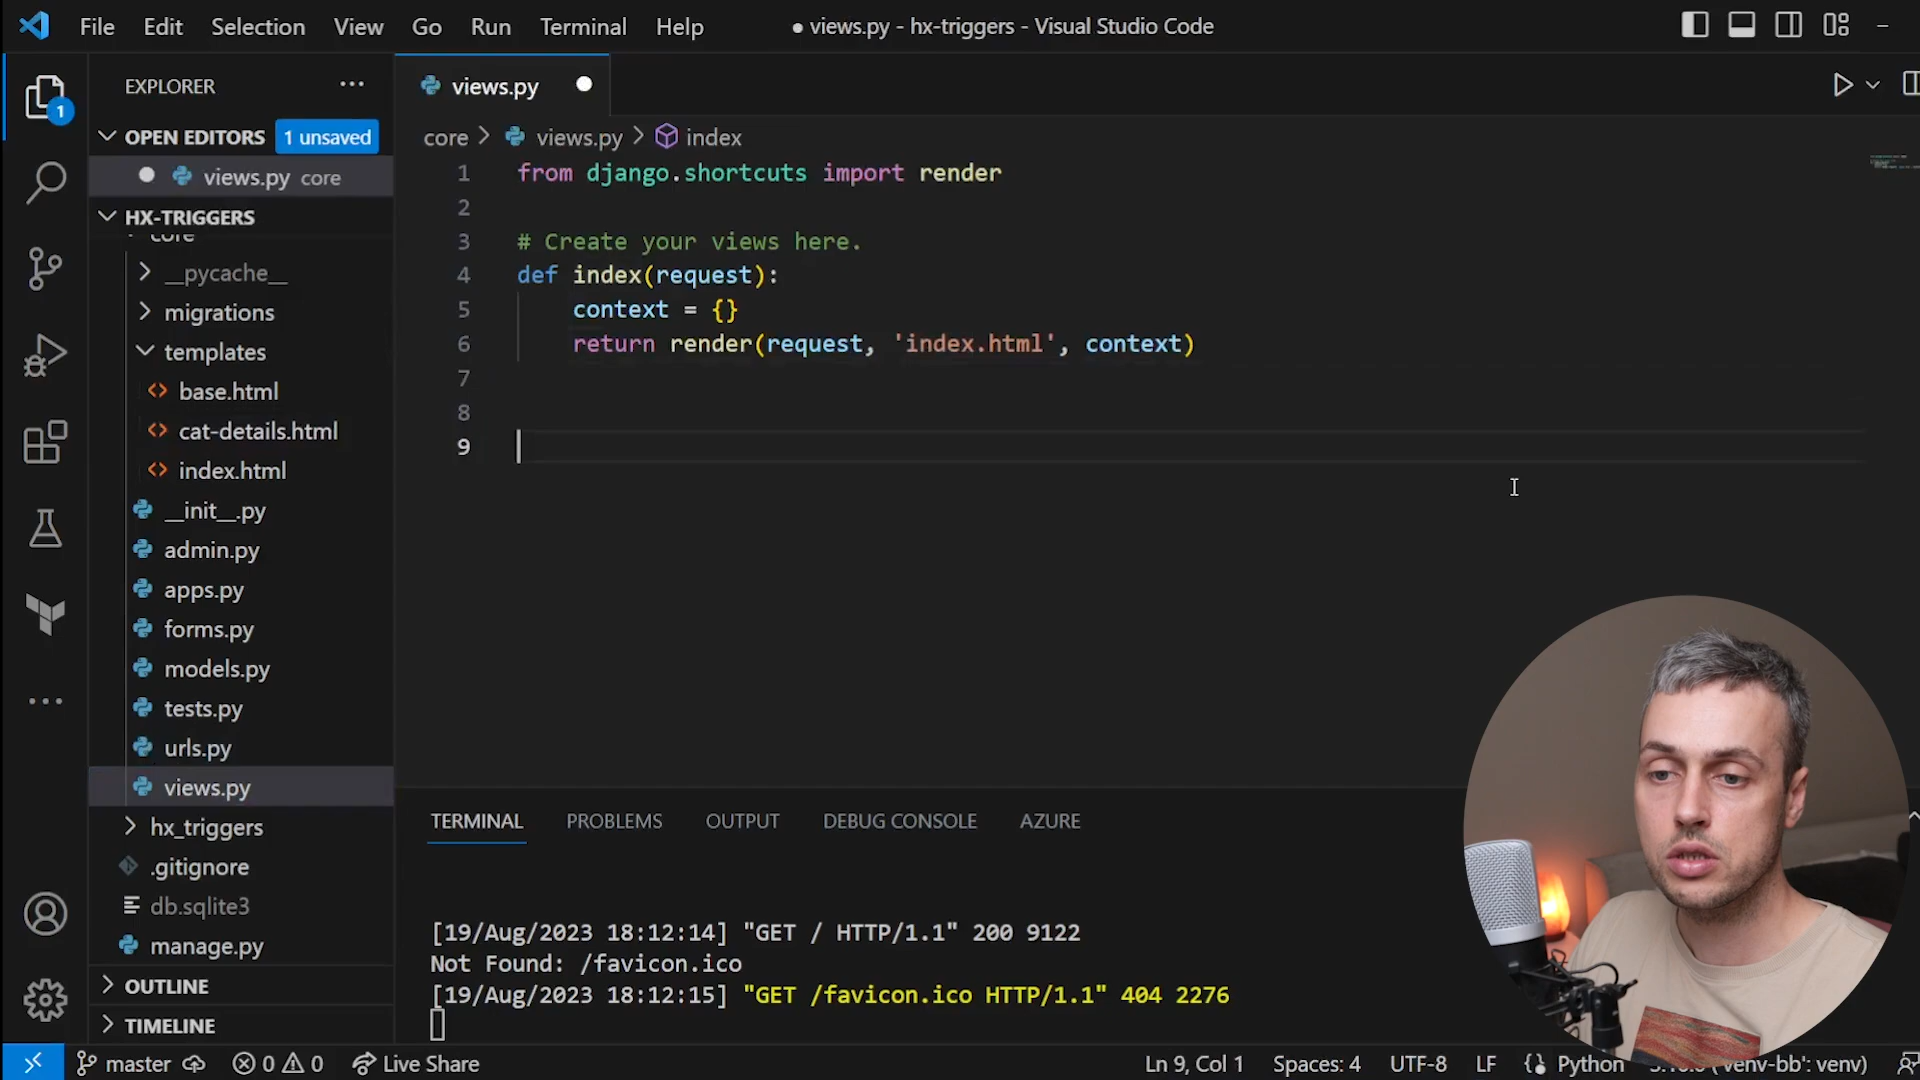 File Edit Selection View Go Run Terminal Help
● views.py - hx-triggers - Visual Studio Code
EXPLORER
1
OPEN EDITORS 1 unsaved
views.py core
HX-TRIGGERS
core
__pycache__
migrations
templates
base.html
cat-details.html
index.html
__init__.py
admin.py
apps.py
forms.py
models.py
tests.py
urls.py
views.py
hx_triggers
.gitignore
db.sqlite3
manage.py
OUTLINE
TIMELINE
views.py
core > views.py > index
1 from django.shortcuts import render
2
3 # Create your views here.
4 def index(request):
5 context = {}
6 return render(request, 'index.html', context)
7
8
9
TERMINAL PROBLEMS OUTPUT DEBUG CONSOLE AZURE
[19/Aug/2023 18:12:14] "GET / HTTP/1.1" 200 9122
Not Found: /favicon.ico
[19/Aug/2023 18:12:15] "GET /favicon.ico HTTP/1.1" 404 2276
master 0 0 Live Share Ln 9, Col 1 Spaces: 4 UTF-8 LF Python ('venv-bb': venv)